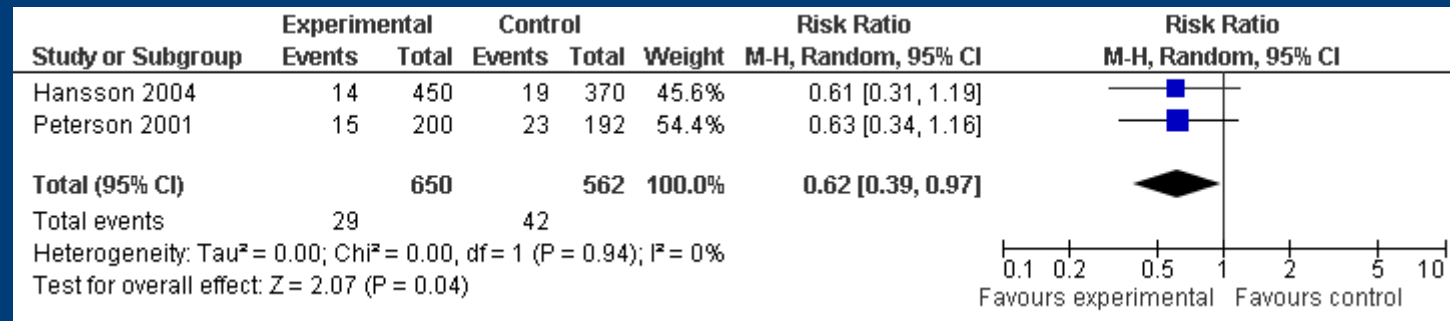 Experimental Control Risk Ratio Risk Ratio
Study or Subgroup Events Total Events Total Weight M-H, Random, 95% CI M-H, Random, 95% CI
Hansson 2004 14 450 19 370 45.6% 0.61 [0.31, 1.19]
Peterson 2001 15 200 23 192 54.4% 0.63 [0.34, 1.16]
Total (95% CI) 650 562 100.0% 0.62 [0.39, 0.97]
Total events 29 42
Heterogeneity: Tau² = 0.00; Chi² = 0.00, df = 1 (P = 0.94); I² = 0%
Test for overall effect: Z = 2.07 (P = 0.04)
0.1 0.2 0.5 1 2 5 10
Favours experimental Favours control